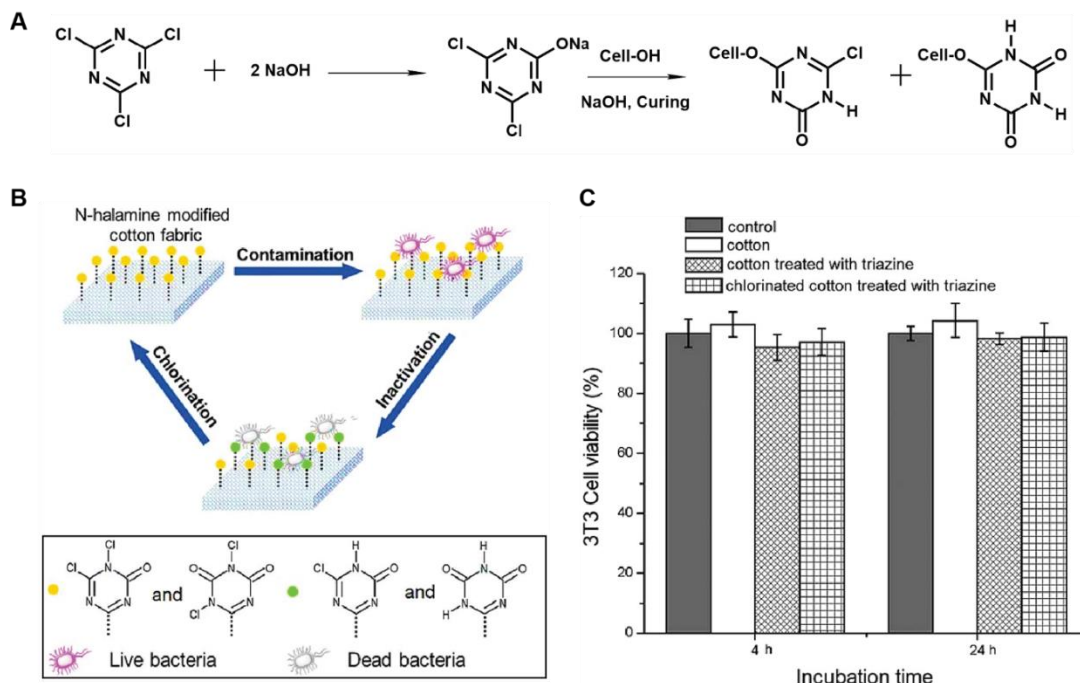 A
Cl
N
Cl
N
N
Cl
+
2 NaOH
Cl
N
ONa
N
N
Cl
Cell-OH
NaOH, Curing
Cell-O
N
Cl
N
N
H
O
+
H
Cell-O
N
O
N
N
H
O
B
N-halamine modified
cotton fabric
Contamination
Inactivation
Chlorination
Cl
Cl
N
O
N
N
and
Cl
O
N
O
N
N
Cl
H
Cl
N
O
N
N
and
H
O
N
O
N
N
H
Live bacteria
Dead bacteria
C
control
cotton
cotton treated with triazine
chlorinated cotton treated with triazine
3T3 Cell viability (%)
120
100
80
60
40
20
0
4 h
24 h
Incubation time